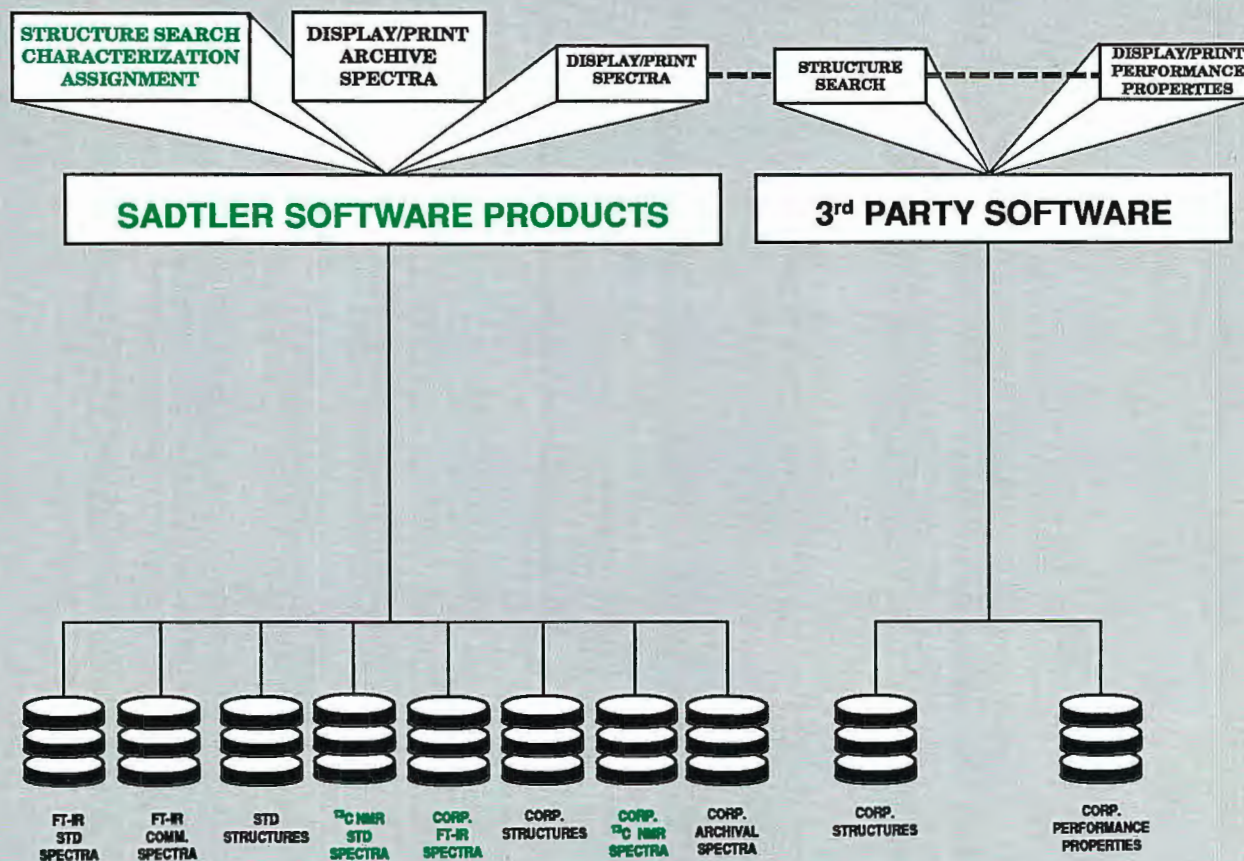 STRUCTURE SEARCH
CHARACTERIZATION
ASSIGNMENT
DISPLAY/PRINT
ARCHIVE
SPECTRA
DISPLAY/PRINT
SPECTRA
STRUCTURE
SEARCH
DISPLAY/PRINT
PERFORMANCE
PROPERTIES
SADTLER SOFTWARE PRODUCTS
3rd PARTY SOFTWARE
FT-IR
STD
SPECTRA
FT-IR
COMM.
SPECTRA
STD
STRUCTURES
¹³C NMR
STD
SPECTRA
CORP.
FT-IR
SPECTRA
CORP.
STRUCTURES
CORP.
¹³C NMR
SPECTRA
CORP.
ARCHIVAL
SPECTRA
CORP.
STRUCTURES
CORP.
PERFORMANCE
PROPERTIES